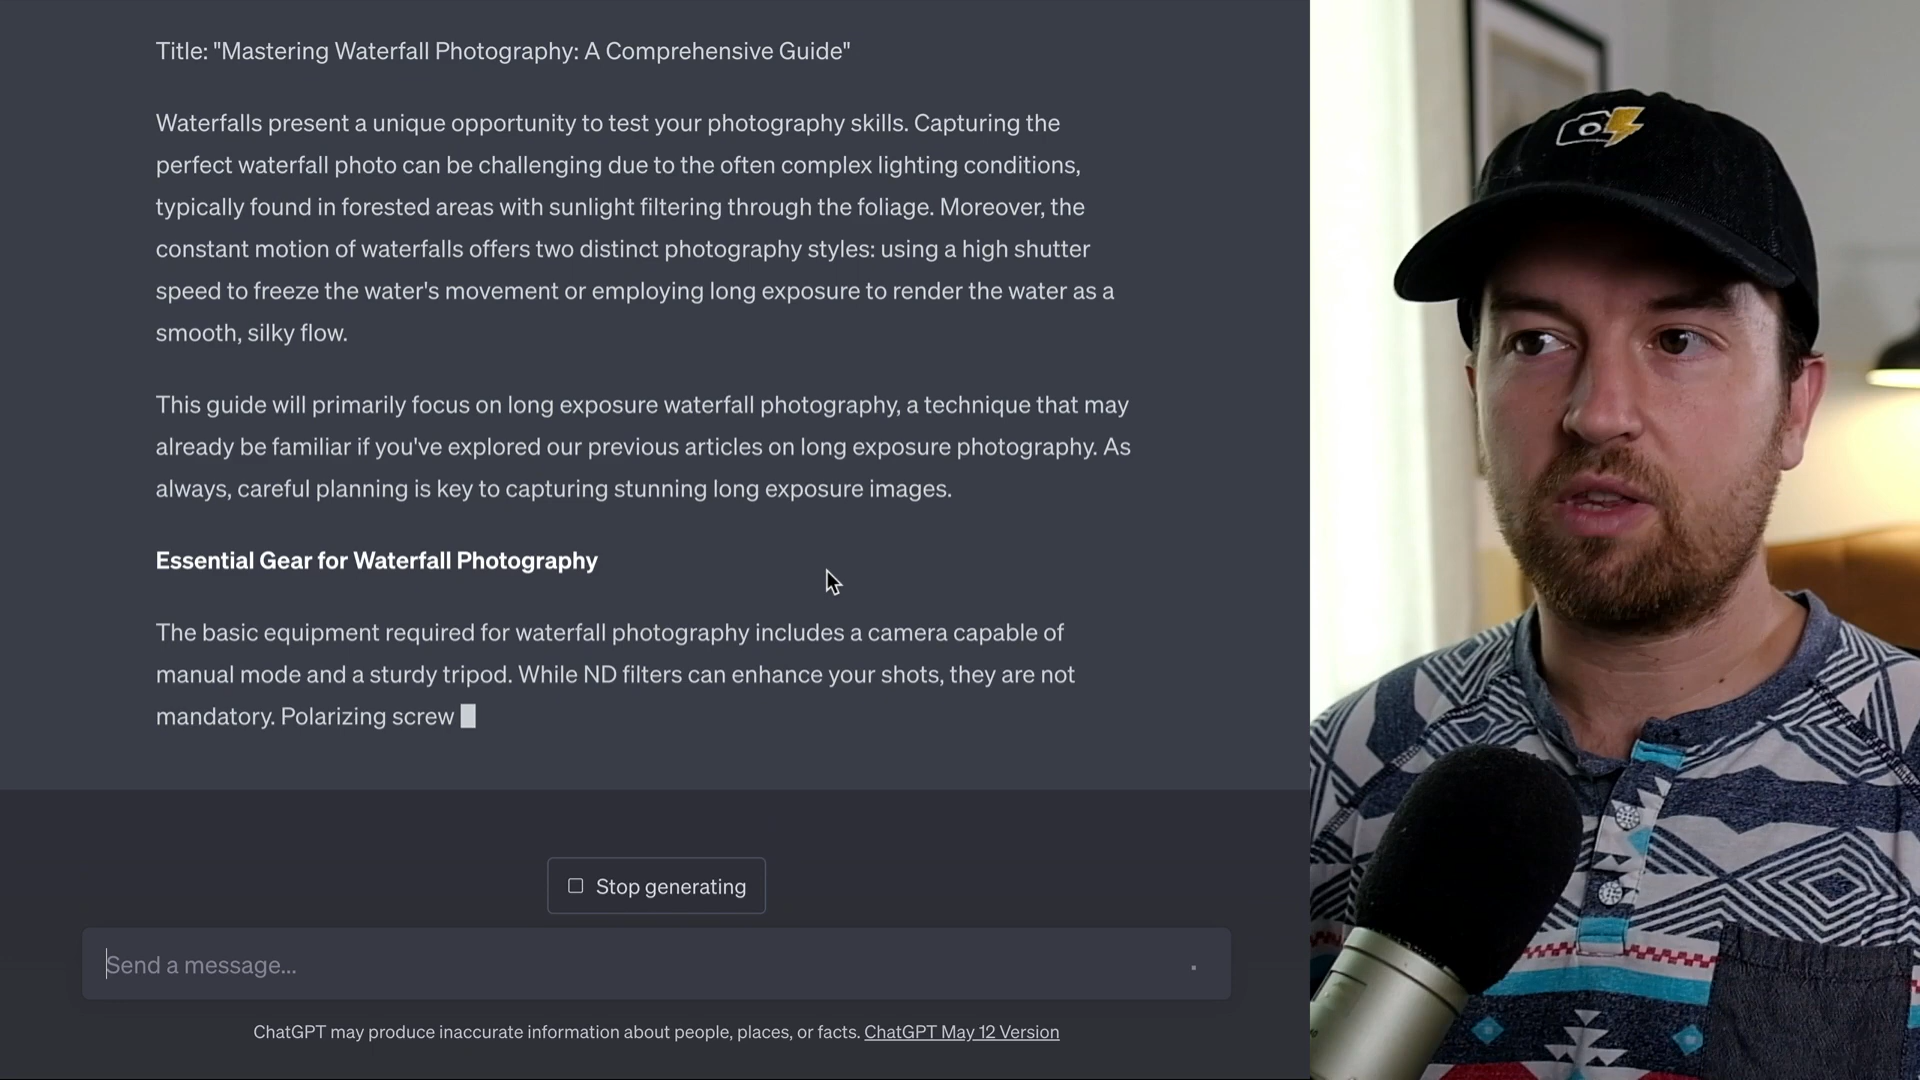 Title: "Mastering Waterfall Photography: A Comprehensive Guide"
Waterfalls present a unique opportunity to test your photography skills. Capturing the
perfect waterfall photo can be challenging due to the often complex lighting conditions,
typically found in forested areas with sunlight filtering through the foliage. Moreover, the
constant motion of waterfalls offers two distinct photography styles: using a high shutter
speed to freeze the water's movement or employing long exposure to render the water as a
smooth, silky flow.
This guide will primarily focus on long exposure waterfall photography, a technique that may
already be familiar if you've explored our previous articles on long exposure photography. As
always, careful planning is key to capturing stunning long exposure images.
Essential Gear for Waterfall Photography
The basic equipment required for waterfall photography includes a camera capable of
manual mode and a sturdy tripod. While ND filters can enhance your shots, they are not
mandatory. Polarizing screw
Stop generating
Send a message...
ChatGPT may produce inaccurate information about people, places, or facts. ChatGPT May 12 Version